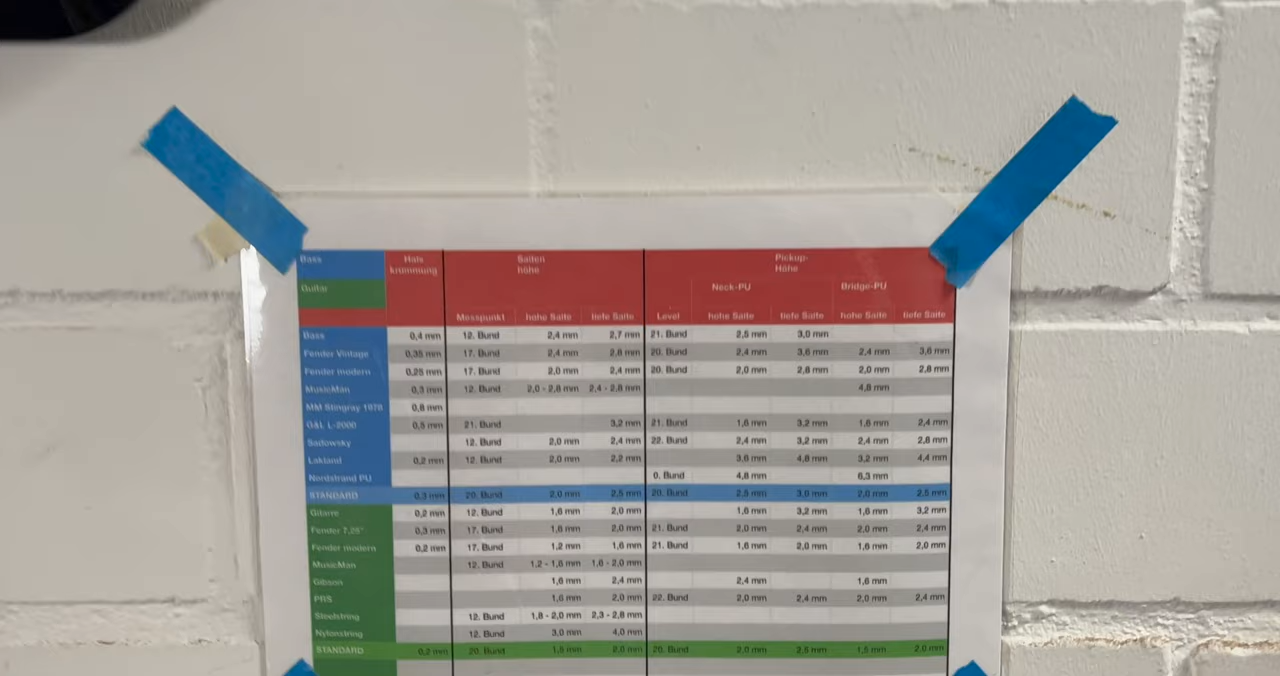 Bass Hals krümmung Saiten höhe Pickup- Höhe
Guitar Neck-PU Bridge-PU
Messpunkt hohe Saite tiefe Saite Level hohe Saite tiefe Saite hohe Saite tiefe Saite
Bass 0,4 mm 12. Bund 2,4 mm 2,7 mm 21. Bund 2,5 mm 3,0 mm
Fender Vintage 0,35 mm 17. Bund 2,4 mm 2,8 mm 20. Bund 2,4 mm 3,6 mm 2,4 mm 3,6 mm
Fender modern 0,25 mm 17. Bund 2,0 mm 2,4 mm 20. Bund 2,0 mm 2,8 mm 2,0 mm 2,8 mm
MusicMan 0,3 mm 12. Bund 2,0 - 2,8 mm 2,4 - 2,8 mm 4,8 mm
MM Stingray 1978 0,8 mm
G&L L-2000 0,5 mm 21. Bund 3,2 mm 21. Bund 1,6 mm 3,2 mm 1,6 mm 2,4 mm
Sadowsky 12. Bund 2,0 mm 2,4 mm 22. Bund 2,4 mm 3,2 mm 2,4 mm 2,8 mm
Lakland 0,2 mm 12. Bund 2,0 mm 2,2 mm 3,6 mm 4,8 mm 3,2 mm 4,4 mm
Nordstrand PU 0. Bund 4,8 mm 6,3 mm
STANDARD 0,3 mm 20. Bund 2,0 mm 2,5 mm 20. Bund 2,5 mm 3,0 mm 2,0 mm 2,5 mm
Gitarre 0,2 mm 12. Bund 1,6 mm 2,0 mm 1,6 mm 3,2 mm 1,6 mm 3,2 mm
Fender 7,25" 0,3 mm 17. Bund 1,6 mm 2,0 mm 21. Bund 2,0 mm 2,4 mm 2,0 mm 2,4 mm
Fender modern 0,2 mm 17. Bund 1,2 mm 1,6 mm 21. Bund 1,6 mm 2,0 mm 1,6 mm 2,0 mm
MusicMan 12. Bund 1,2 - 1,6 mm 1,6 - 2,0 mm
Gibson 1,6 mm 2,4 mm 2,4 mm 1,6 mm
PRS 1,6 mm 2,0 mm 22. Bund 2,0 mm 2,4 mm 2,0 mm 2,4 mm
Steelstring 12. Bund 1,8 - 2,0 mm 2,3 - 2,8 mm
Nylonstring 12. Bund 3,0 mm 4,0 mm
STANDARD 0,2 mm 20. Bund 1,5 mm 2,0 mm 20. Bund 2,0 mm 2,5 mm 1,5 mm 2,0 mm